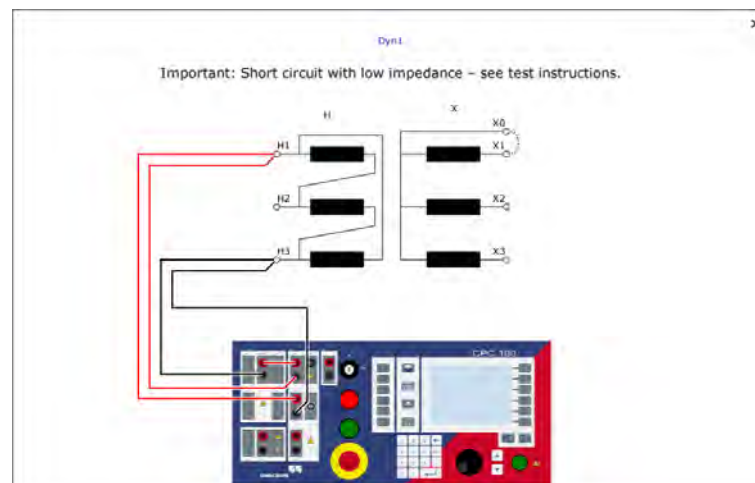 x
Dyn1
Important: Short circuit with low impedance – see test instructions.
H X
X0
H1 X1
H2 X2
H3 X3
CPC 100